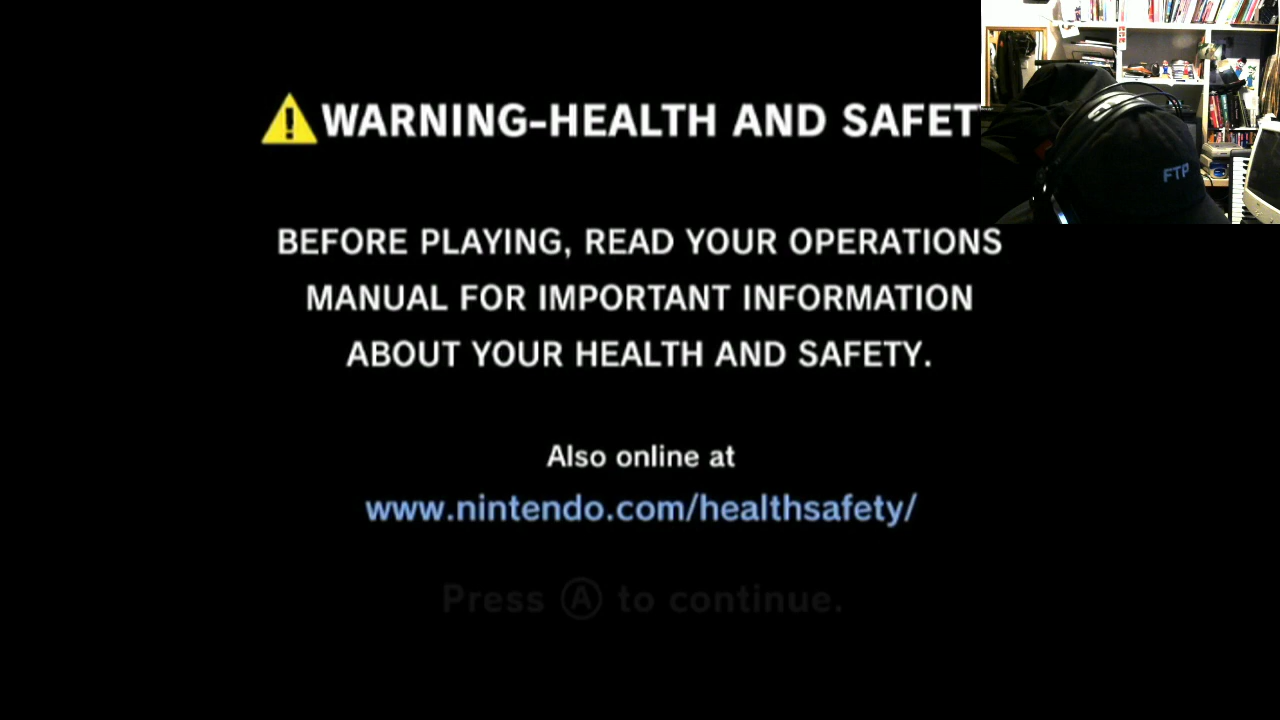 WARNING-HEALTH AND SAFET
FTP
BEFORE PLAYING, READ YOUR OPERATIONS
MANUAL FOR IMPORTANT INFORMATION
ABOUT YOUR HEALTH AND SAFETY.
Also online at
www.nintendo.com/healthsafety/
Press Ⓐ to continue.